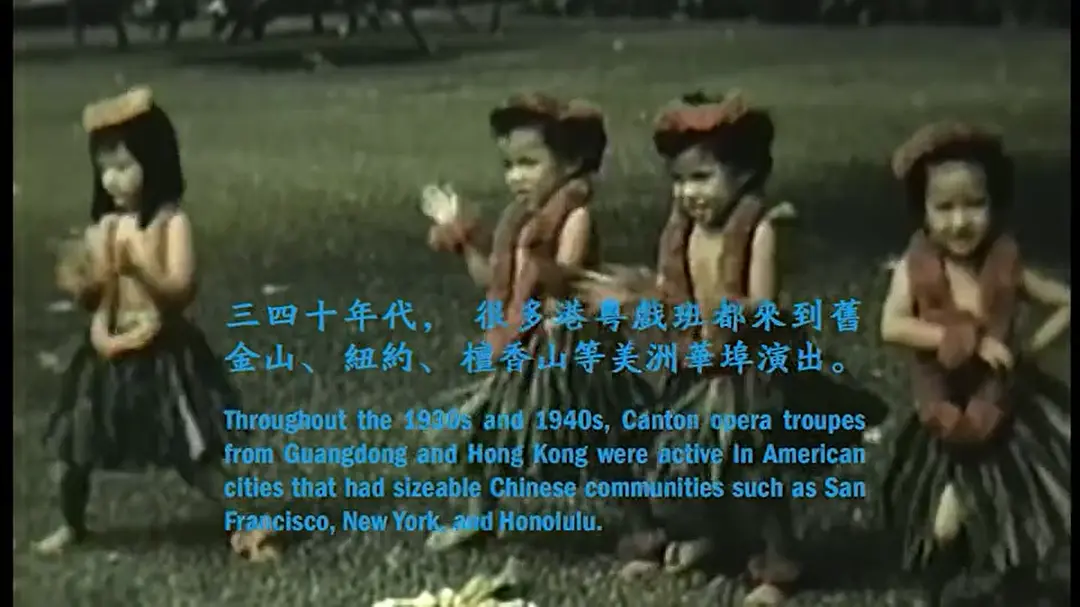 三四十年代，很多港粵戲班都來到舊
金山、紐約、檀香山等美洲華埠演出。
Throughout the 1930s and 1940s, Canton opera troupes
from Guangdong and Hong Kong were active In American
cities that had sizeable Chinese communities such as San
Francisco, New York, and Honolulu.